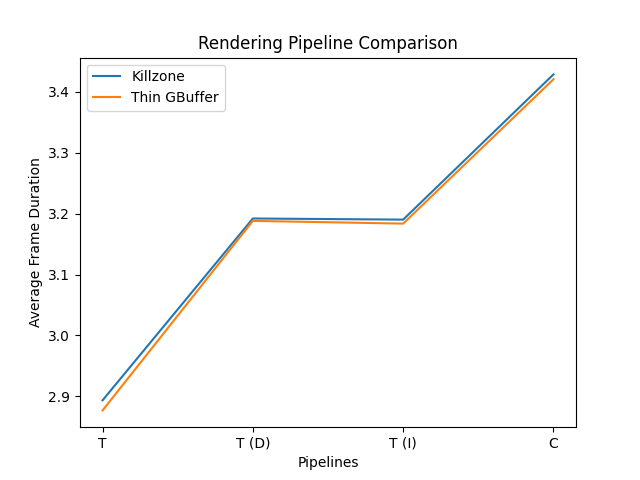 Rendering Pipeline Comparison
Killzone
Thin GBuffer
3.4
3.3
3.2
3.1
3.0
2.9
Average Frame Duration
T T (D) T (I) C
Pipelines